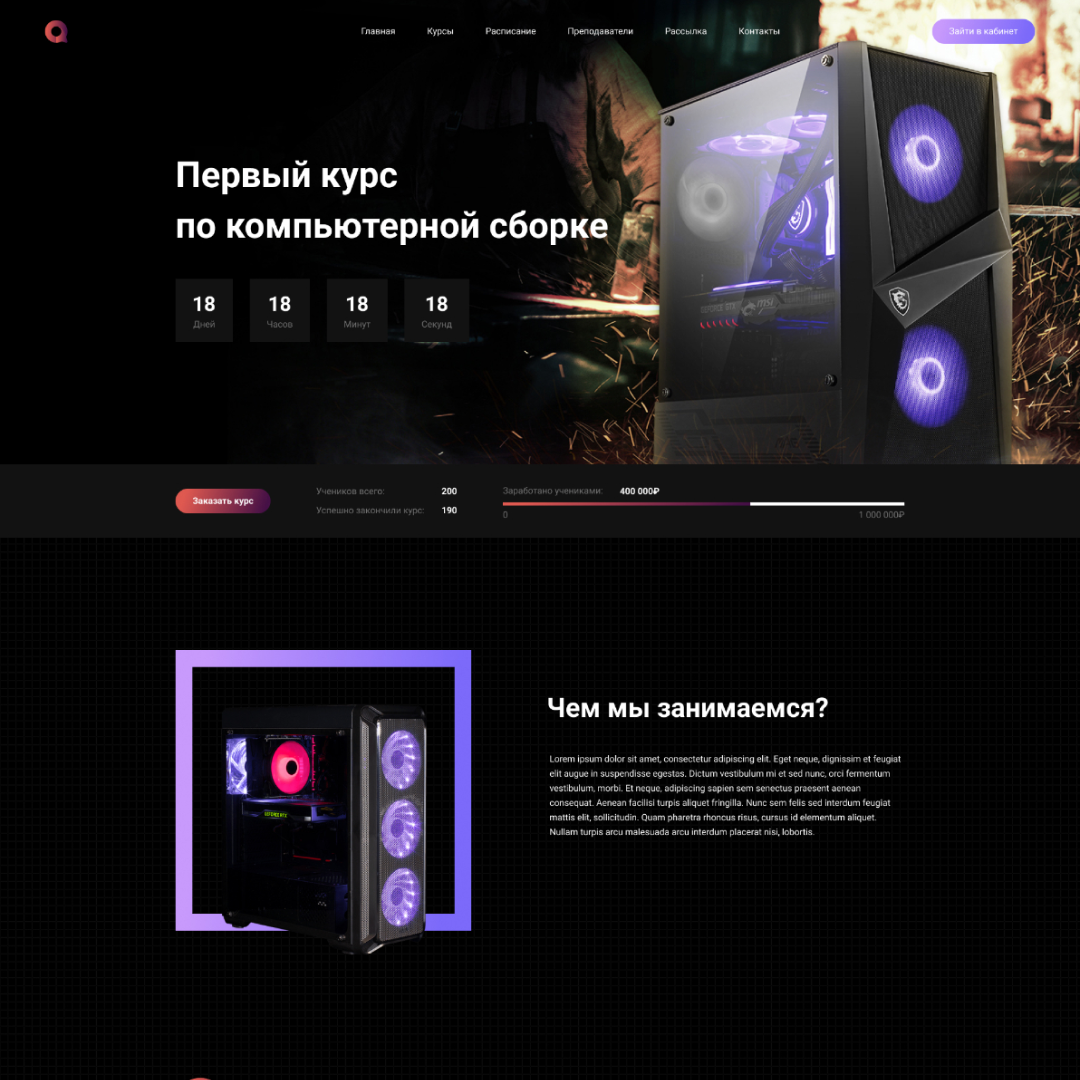 Главная Курсы Расписание Преподаватели Рассылка Контакты Зайти в кабинет
Первый курс
по компьютерной сборке
18 18 18 18
Дней Часов Минут Секунд
Заказать курс
Учеников всего: 200
Успешно закончили курс: 190
Заработано учениками: 400 000₽
0 1 000 000₽
Чем мы занимаемся?
Lorem ipsum dolor sit amet, consectetur adipiscing elit. Eget neque, dignissim et feugiat
elit augue in suspendisse egestas. Dictum vestibulum mi et sed nunc, orci fermentum
vestibulum, morbi. Et neque, adipiscing sapien sem senectus praesent aenean
consequat. Aenean facilisi turpis aliquet fringilla. Nunc sem felis sed interdum feugiat
mattis elit, sollicitudin. Quam pharetra rhoncus risus, cursus id elementum aliquet.
Nullam turpis arcu malesuada arcu interdum placerat nisi, lobortis.